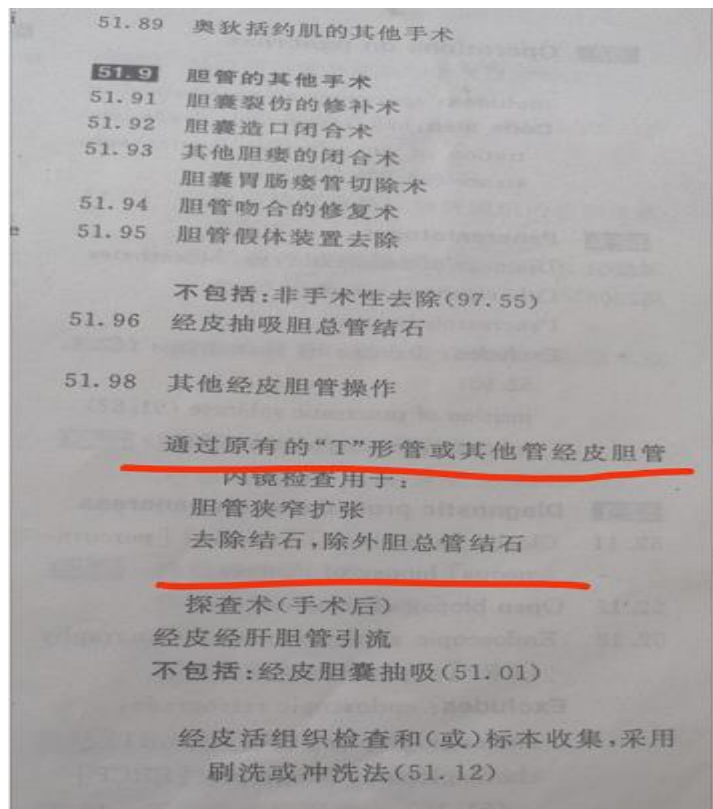 51.89 奥狄括约肌的其他手术
51.9 胆管的其他手术
51.91 胆囊裂伤的修补术
51.92 胆囊造口闭合术
51.93 其他胆瘘的闭合术
胆囊胃肠瘘管切除术
51.94 胆管吻合的修复术
51.95 胆管假体装置去除
不包括:非手术性去除(97.55)
51.96 经皮抽吸胆总管结石
51.98 其他经皮胆管操作
通过原有的“T”形管或其他管经皮胆管
内镜检查用于:
胆管狭窄扩张
去除结石,除外胆总管结石
探查术(手术后)
经皮经肝胆管引流
不包括:经皮胆囊抽吸(51.01)
经皮活组织检查和(或)标本收集,采用
刷洗或冲洗法(51.12)